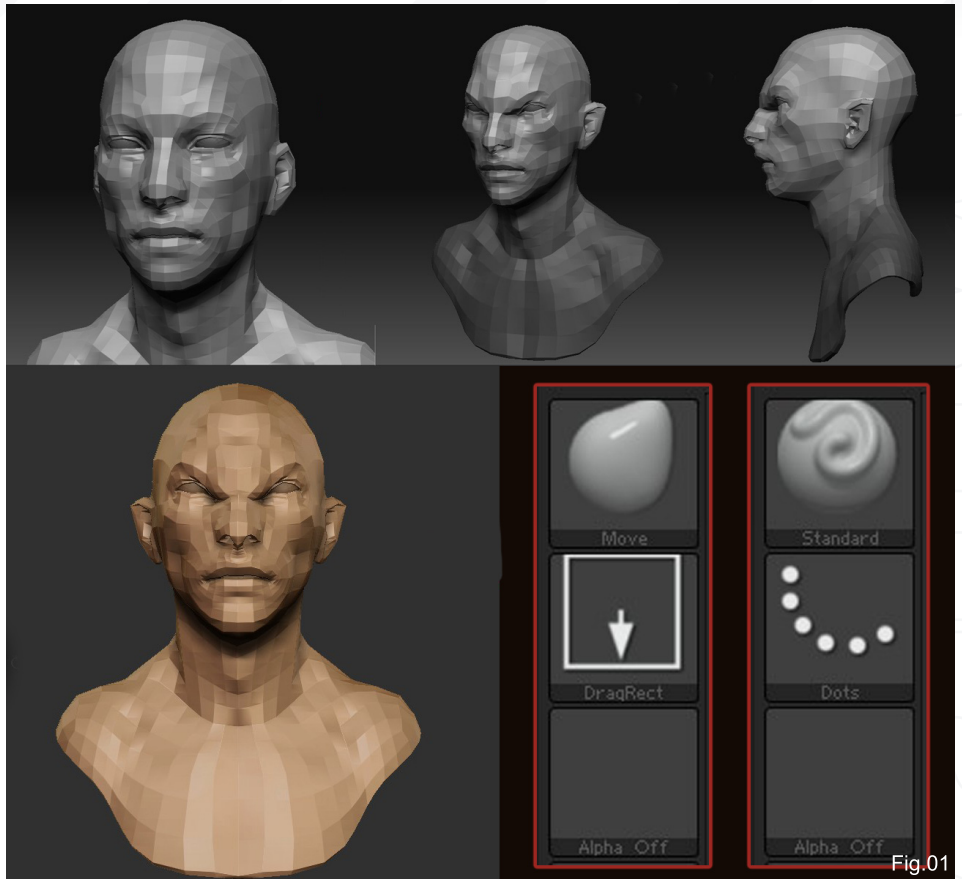 Move
Standard
DragRect
Dots
Alpha Off
Alpha Off
Fig.01